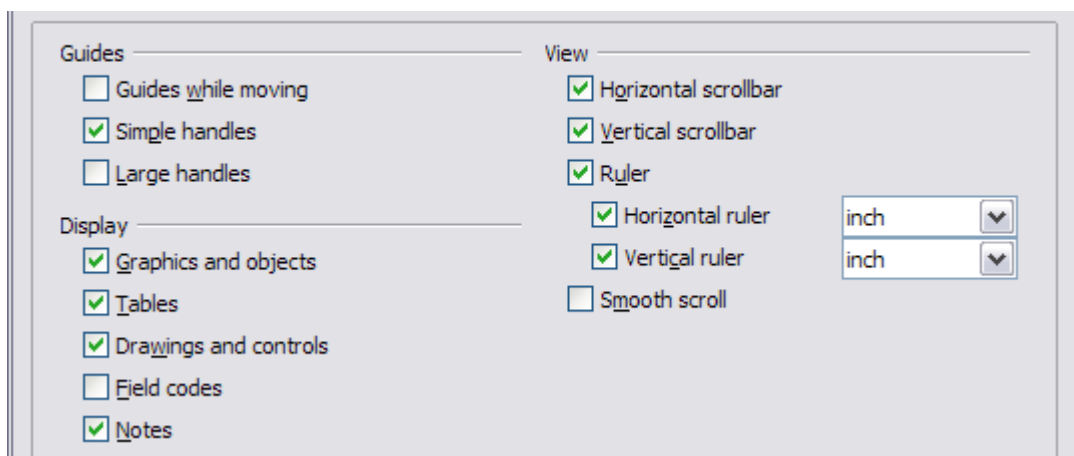 Guides
Guides while moving
Simple handles
Large handles
Display
Graphics and objects
Tables
Drawings and controls
Field codes
Notes
View
Horizontal scrollbar
Vertical scrollbar
Ruler
Horizontal ruler inch
Vertical ruler inch
Smooth scroll